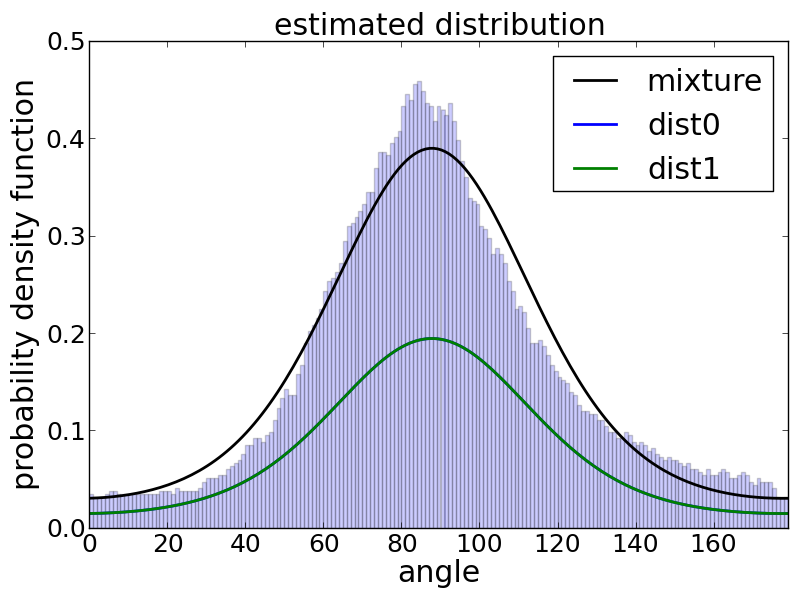 estimated distribution
probability density function
0.5
0.4
0.3
0.2
0.1
0.0
mixture
dist0
dist1
0 20 40 60 80 100 120 140 160
angle